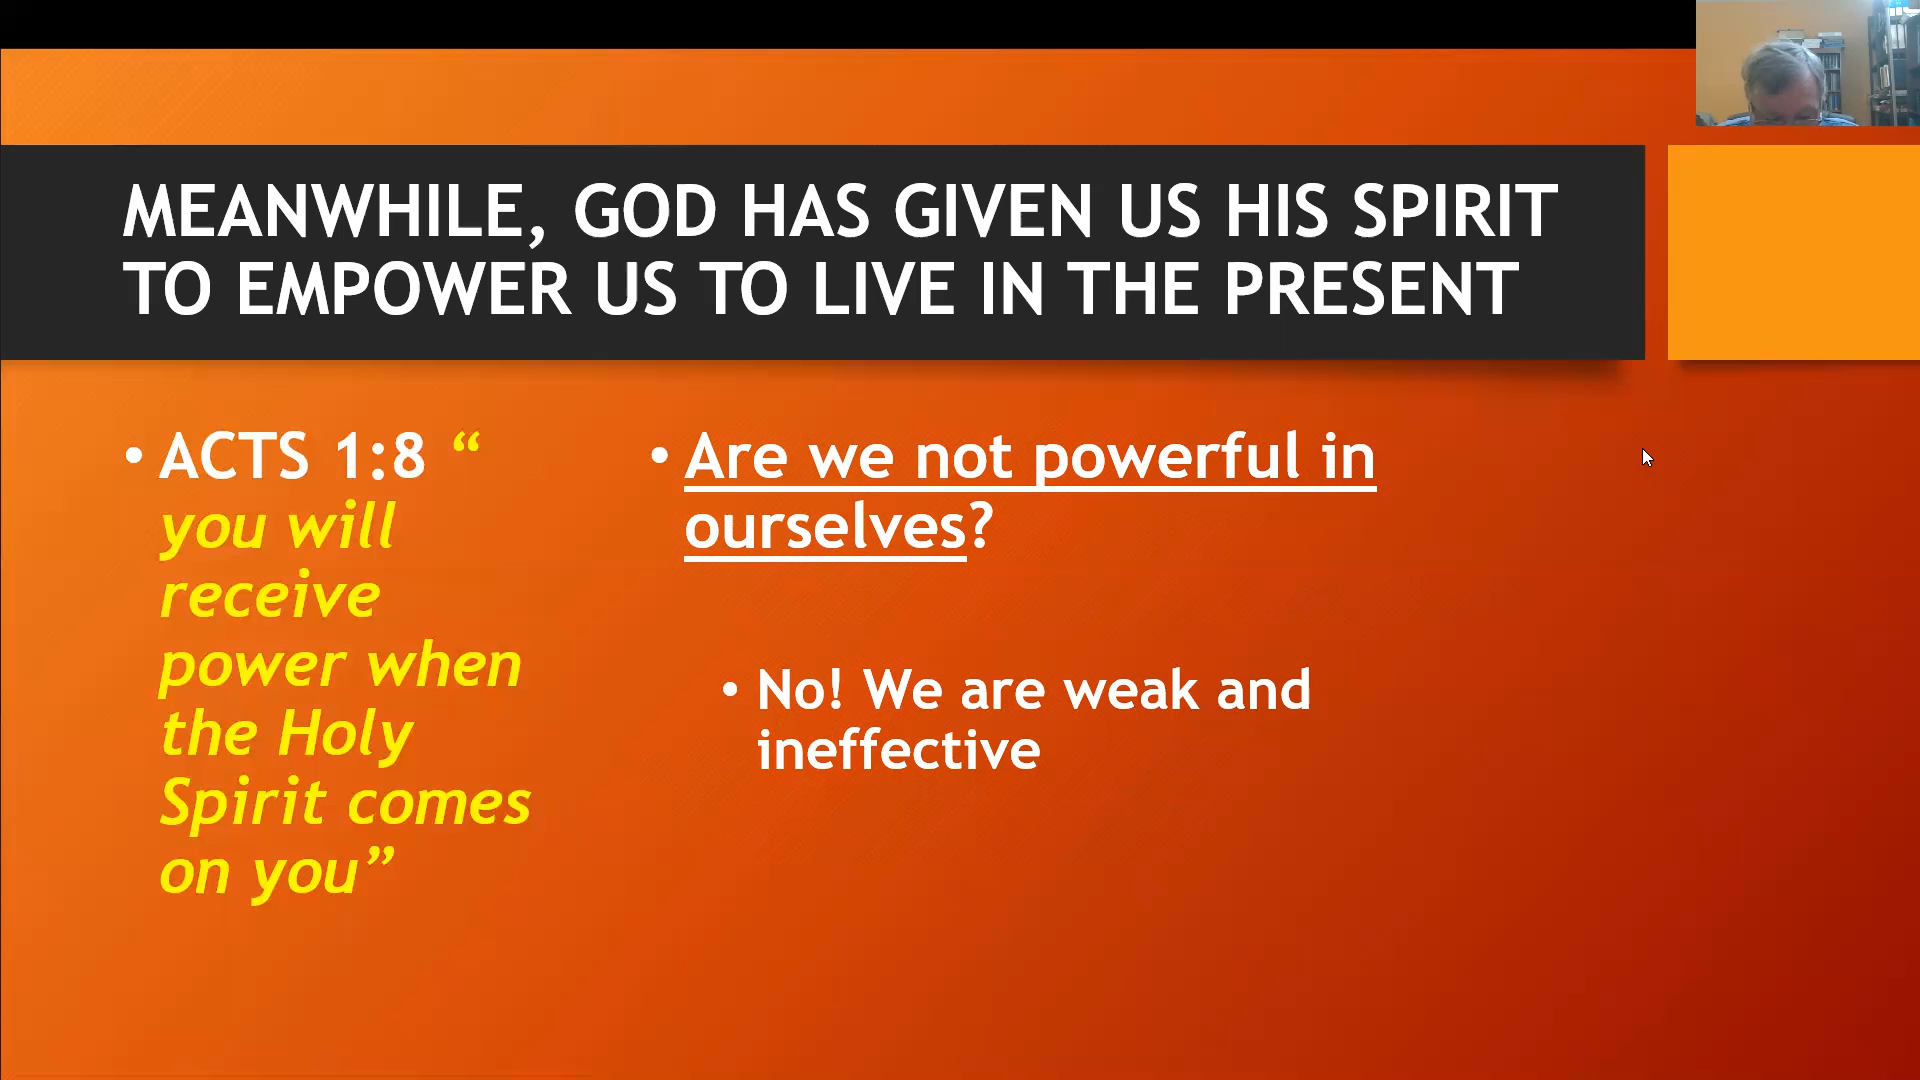 MEANWHILE, GOD HAS GIVEN US HIS SPIRIT
TO EMPOWER US TO LIVE IN THE PRESENT
• ACTS 1:8 “
you will
receive
power when
the Holy
Spirit comes
on you”
• Are we not powerful in
ourselves?
• No! We are weak and
ineffective